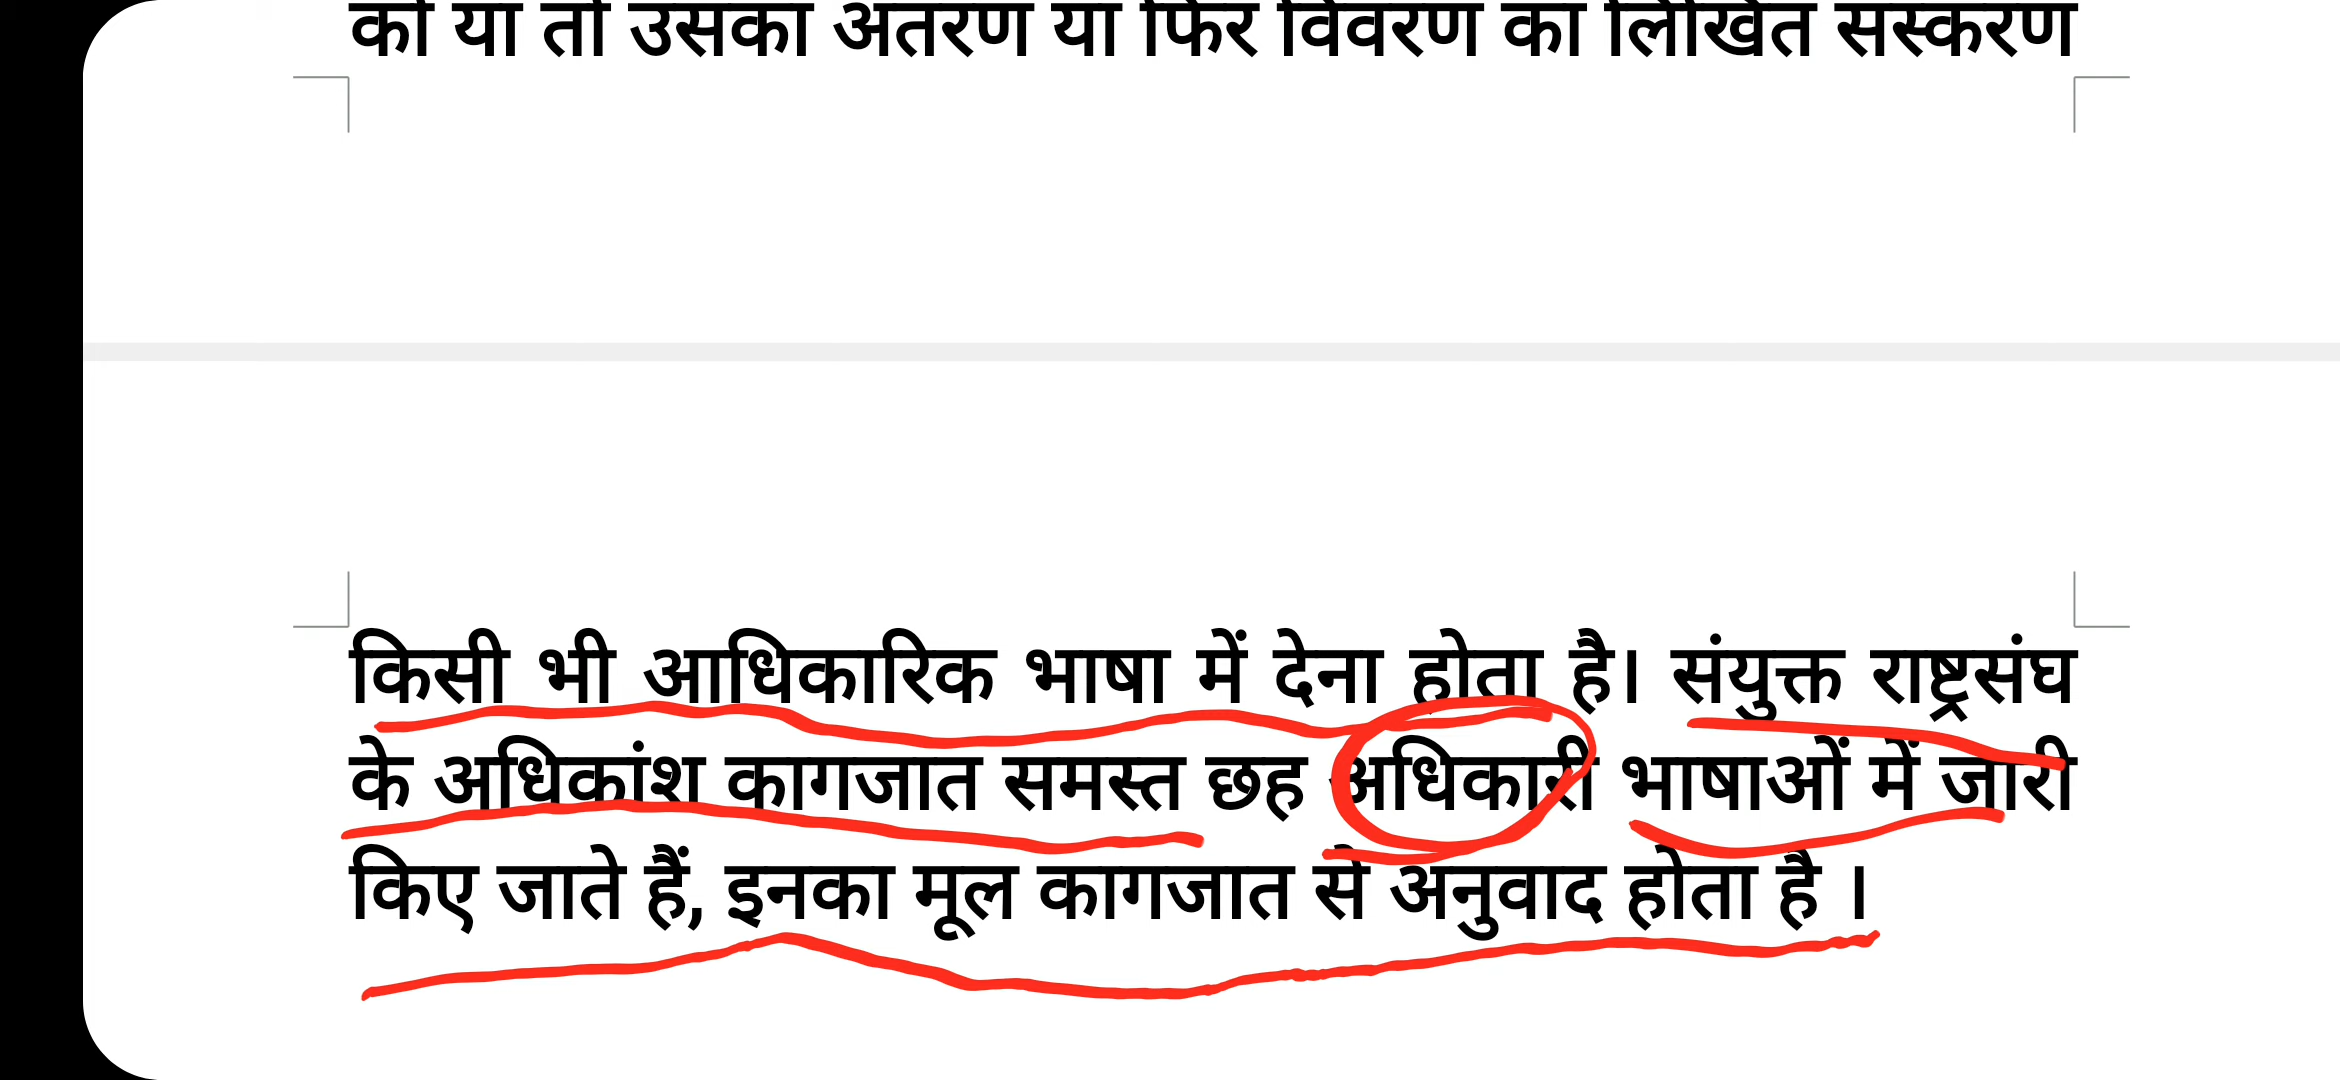 को या तो उसका अंतरण या फिर विवरण का लिखित संस्करण
किसी भी आधिकारिक भाषा में देना होता है। संयुक्त राष्ट्रसंघ
के अधिकांश कागजात समस्त छह अधिकारी भाषाओं में जारी
किए जाते हैं, इनका मूल कागजात से अनुवाद होता है ।